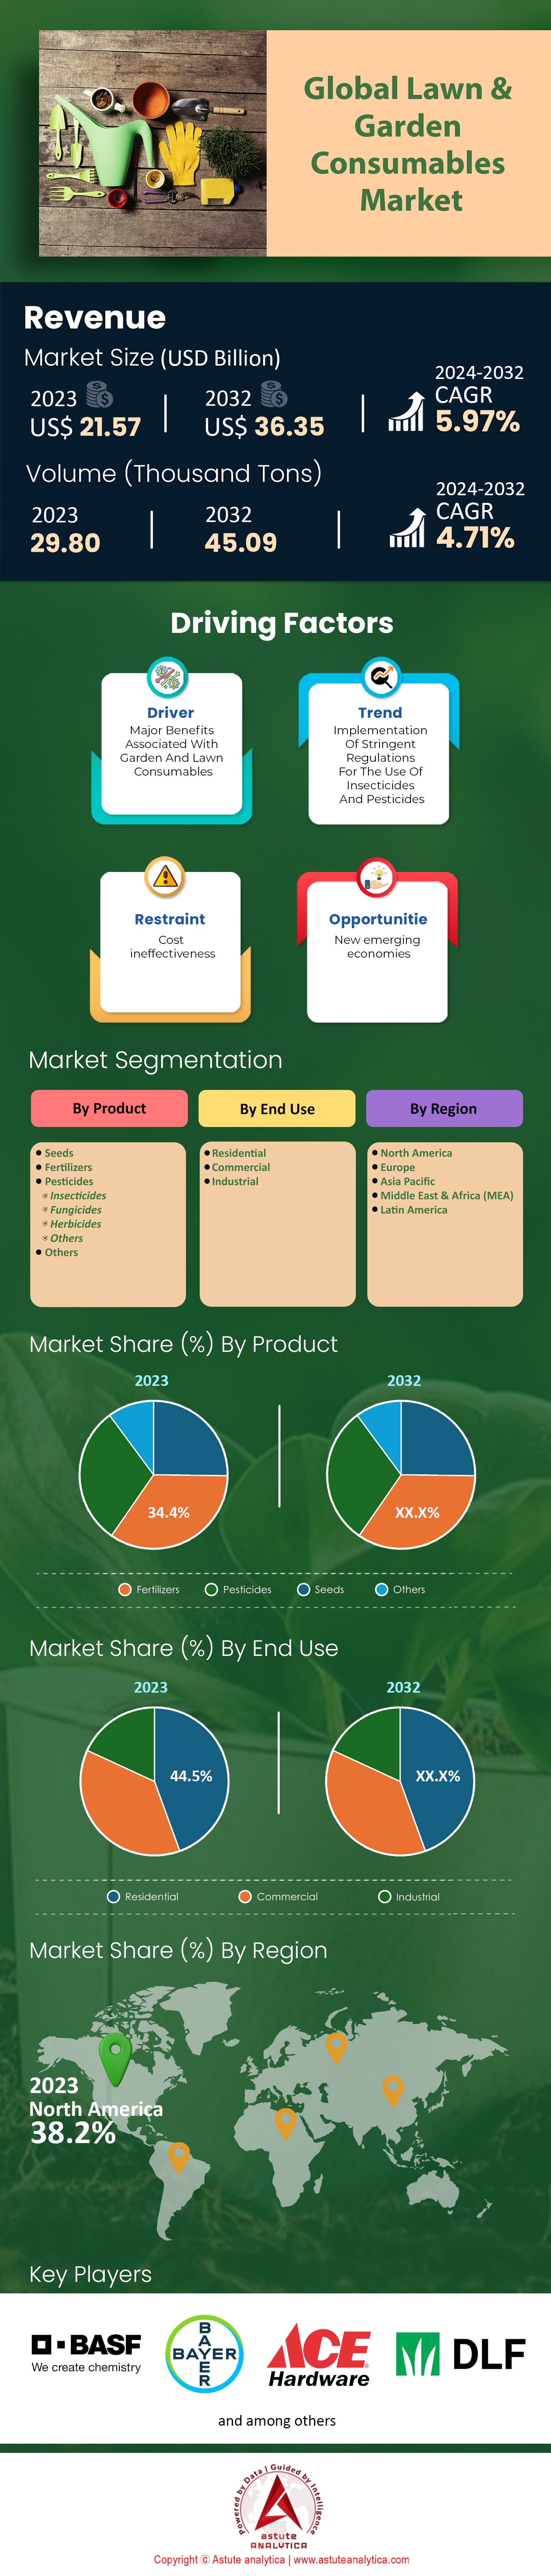 Global Lawn &
Garden
Consumables
Market
Revenue
Market Size (USD Billion)
2023
US$ 21.57
2032
US$ 36.35
2024-2032
CAGR
5.97%
Volume (Thousand Tons)
2023
29.80
2032
45.09
2024-2032
CAGR
4.71%
Driving Factors
Driver
Major Benefits
Associated With
Garden And Lawn
Consumables
Trend
Implementation
Of Stringent
Regulations
For The Use Of
Insecticides
And Pesticides
Restraint
Cost
ineffectiveness
Opportunitie
New emerging
economies
Market Segmentation
By Product
Seeds
Fertilizers
Pesticides
Insecticides
Fungicides
Herbicides
Others
Others
By End Use
Residential
Commercial
Industrial
By Region
North America
Europe
Asia Pacific
Middle East & Africa (MEA)
Latin America
Market Share (%) By Product
2023
34.4%
2032
XX.X%
Fertilizers Pesticides Seeds Others
Market Share (%) By End Use
2023
44.5%
2032
XX.X%
Residential Commercial Industrial
Market Share (%) By Region
2023
North America
38.2%
Key Players
BASF
We create chemistry
BAYER
BAYER
ACE
Hardware
DLF
and among others
Powered by Data | Guided by Intelligence
astute
ANALYTICA
Copyright © Astute analytica | www.astuteanalytica.com